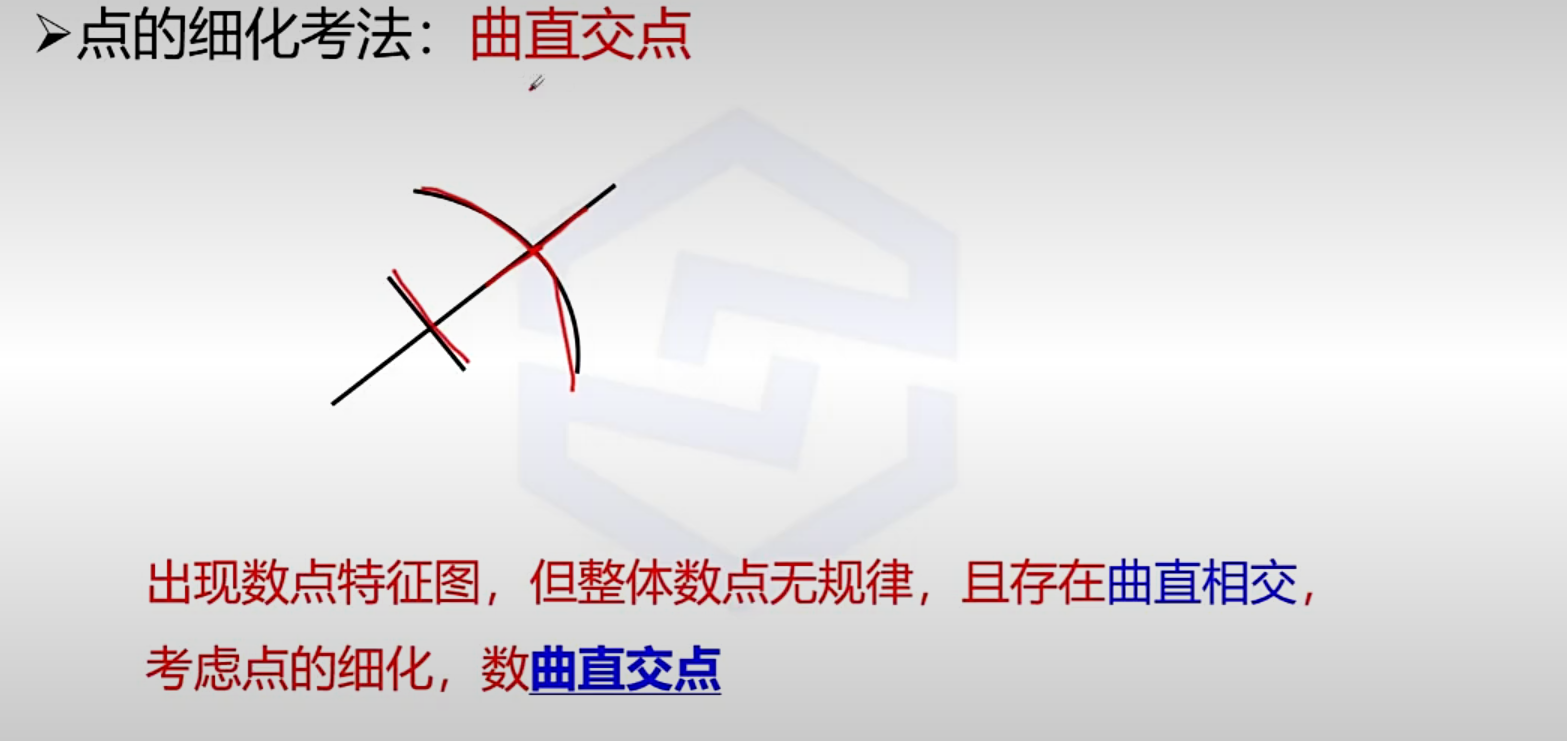 ➢点的细化考法：曲直交点
出现数点特征图，但整体数点无规律，且存在曲直相交，
考虑点的细化，数曲直交点